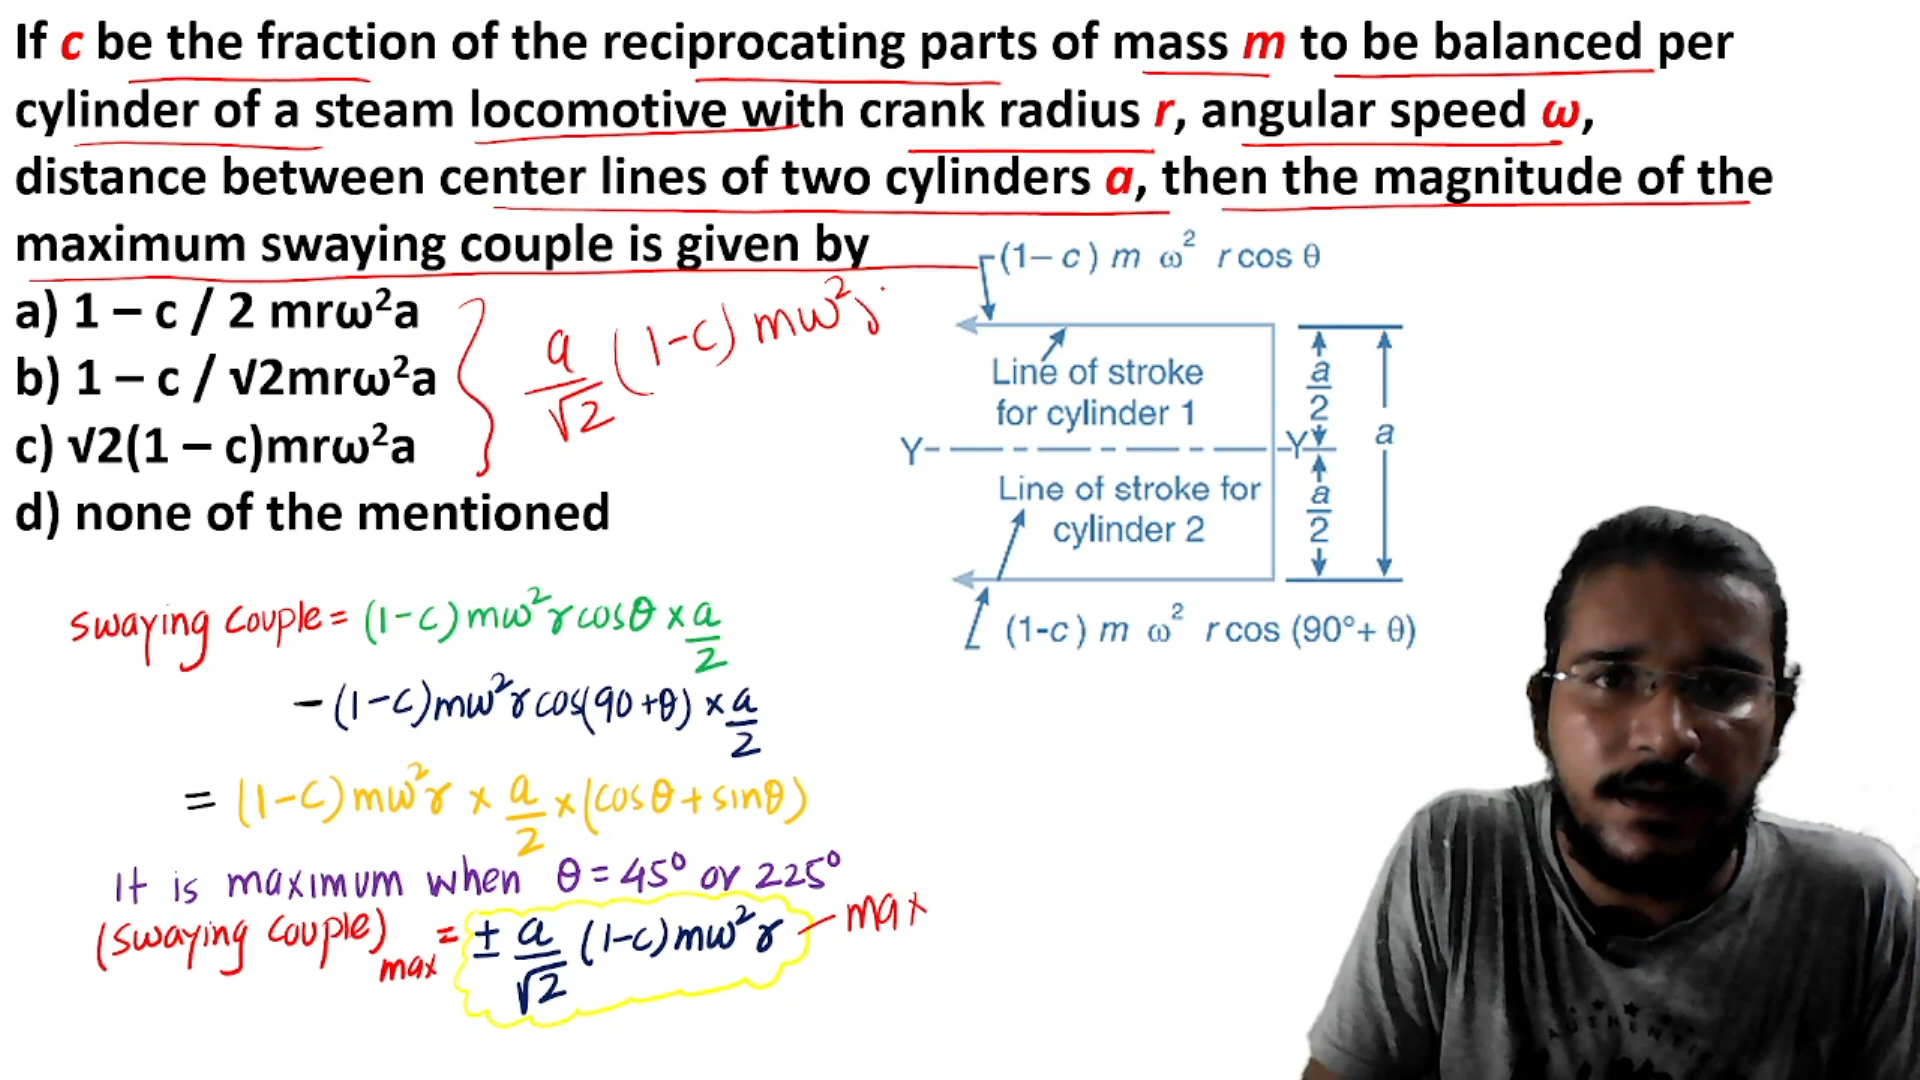 If c be the fraction of the reciprocating parts of mass m to be balanced per
cylinder of a steam locomotive with crank radius r, angular speed ω,
distance between center lines of two cylinders a, then the magnitude of the
maximum swaying couple is given by
a) 1 – c / 2 mrω²a
b) 1 – c / √2mrω²a
c) √2(1 – c)mrω²a
d) none of the mentioned
a/√2 (1-c) mω²
(1– c) m ω² r cos θ
Line of stroke
for cylinder 1
a/2
Y
Y
a
Line of stroke for
cylinder 2
a/2
(1-c) m ω² r cos (90°+ θ)
Swaying couple = (1-c) mω²r cosθ × a/2
– (1-c) mω²r cos(90+θ) × a/2
= (1-c) mω²r × a/2 × (cosθ + sinθ)
It is maximum when θ = 45° or 225°
(Swaying couple)max = ± a/√2 (1-c) mω²r – max